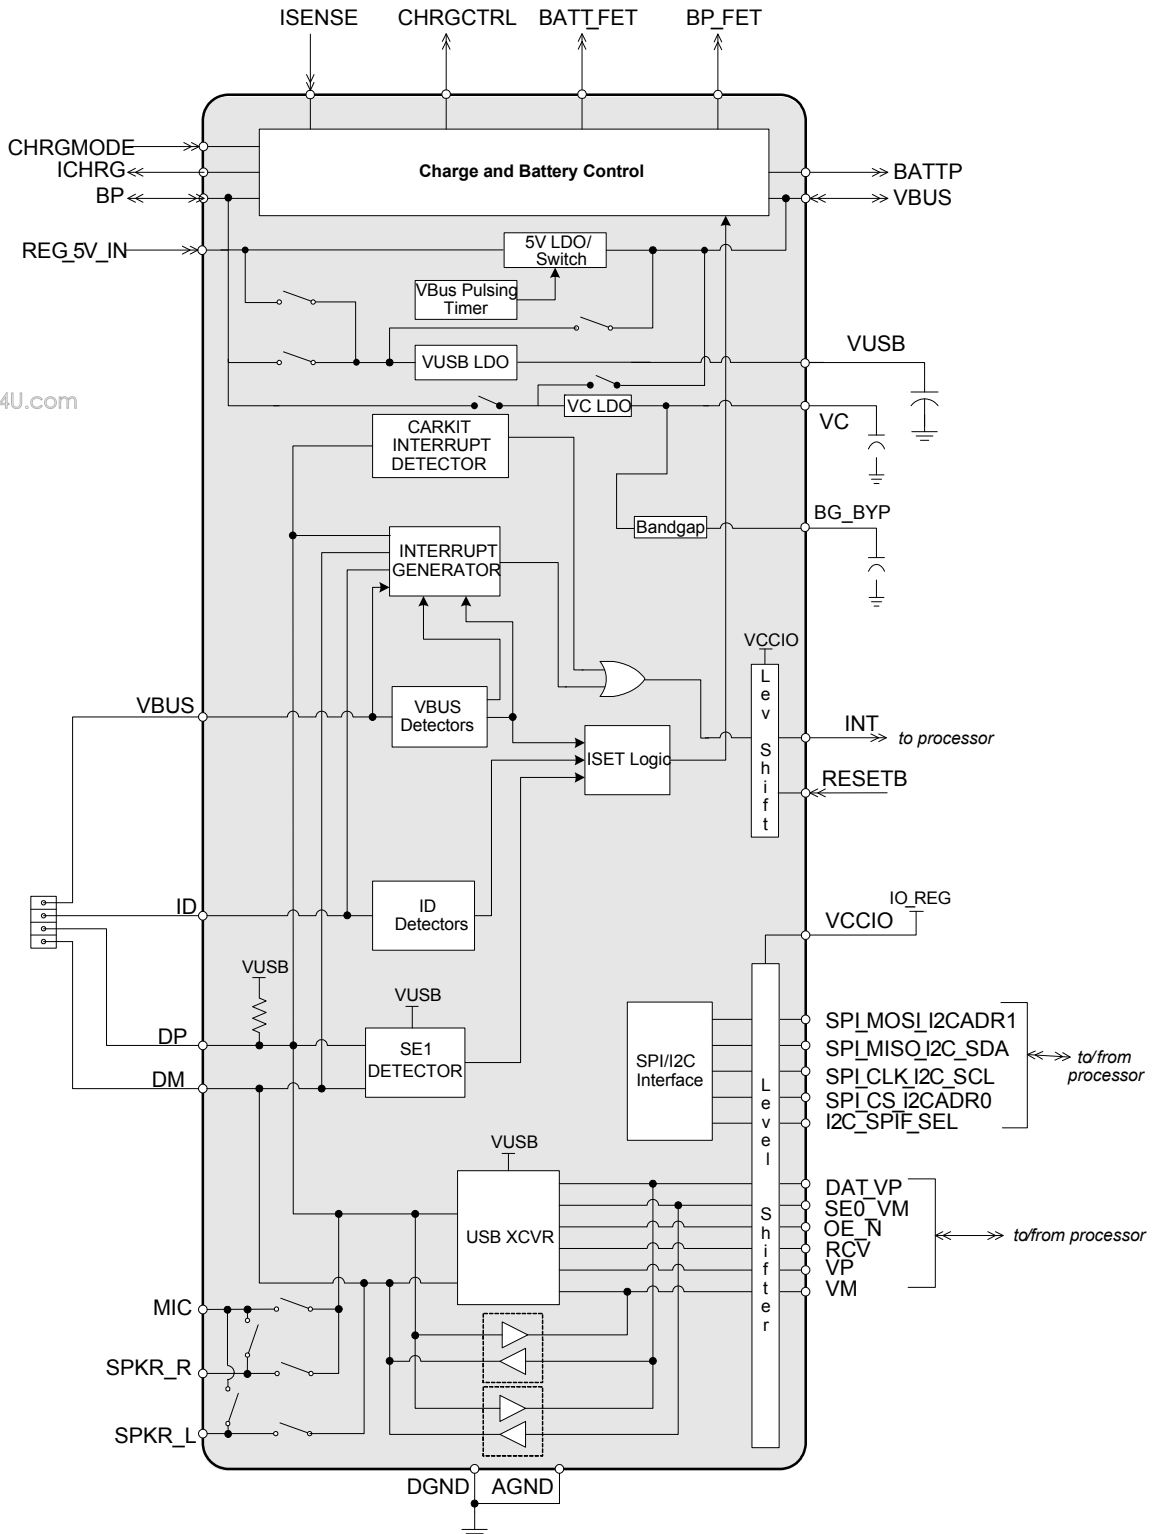 ISENSE CHRGCTRL BATT_FET BP_FET
CHRGMODE
ICHRG
BP
Charge and Battery Control
BATTP
VBUS
REG_5V_IN
5V LDO/
Switch
VBus Pulsing
Timer
VUSB LDO
VUSB
4U.com
VC LDO
VC
CARKIT
INTERRUPT
DETECTOR
BG_BYP
Bandgap
INTERRUPT
GENERATOR
VCCIO
Lev Shift
VBUS
VBUS
Detectors
INT
to processor
ISET Logic
RESETB
ID
ID
Detectors
IO_REG
VCCIO
VUSB
VUSB
DP
SE1
DETECTOR
DM
SPI/I2C
Interface
SPI_MOSI_I2CADR1
SPI_MISO_I2C_SDA
SPI_CLK_I2C_SCL
SPI_CS_I2CADR0
I2C_SPIF_SEL
to/from
processor
Level Shifter
VUSB
USB XCVR
DAT_VP
SE0_VM
OE_N
RCV
VP
VM
to/from processor
MIC
SPKR_R
SPKR_L
DGND AGND